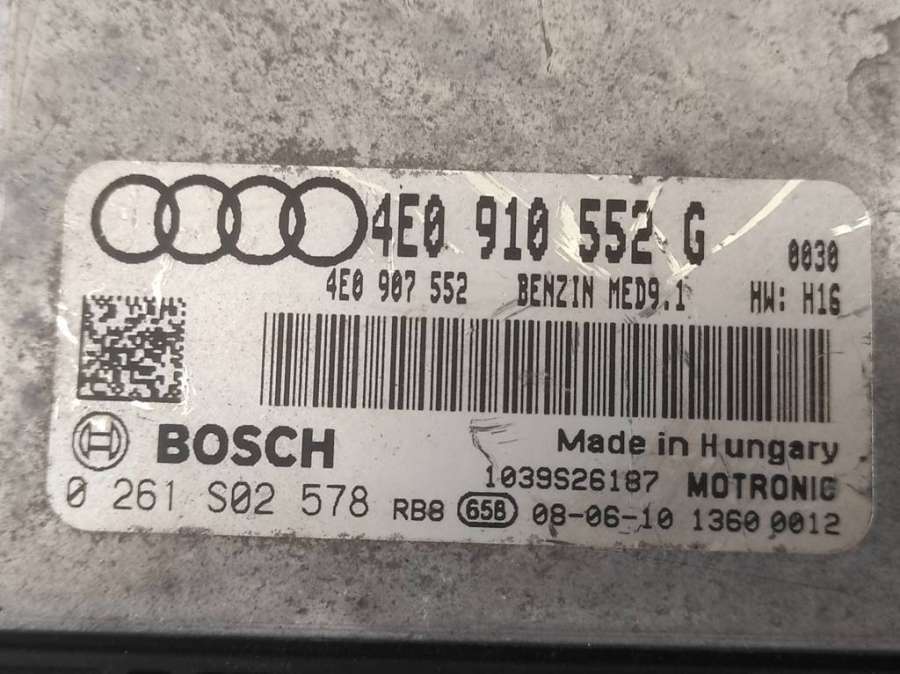 4E0 910 552 G 0030
4E0 907 552 BENZIN MED9.1 HW: H16
BOSCH Made in Hungary
1039S26187 MOTRONIC
0 261 S02 578 RB8 658 08-06-10 1360 0012